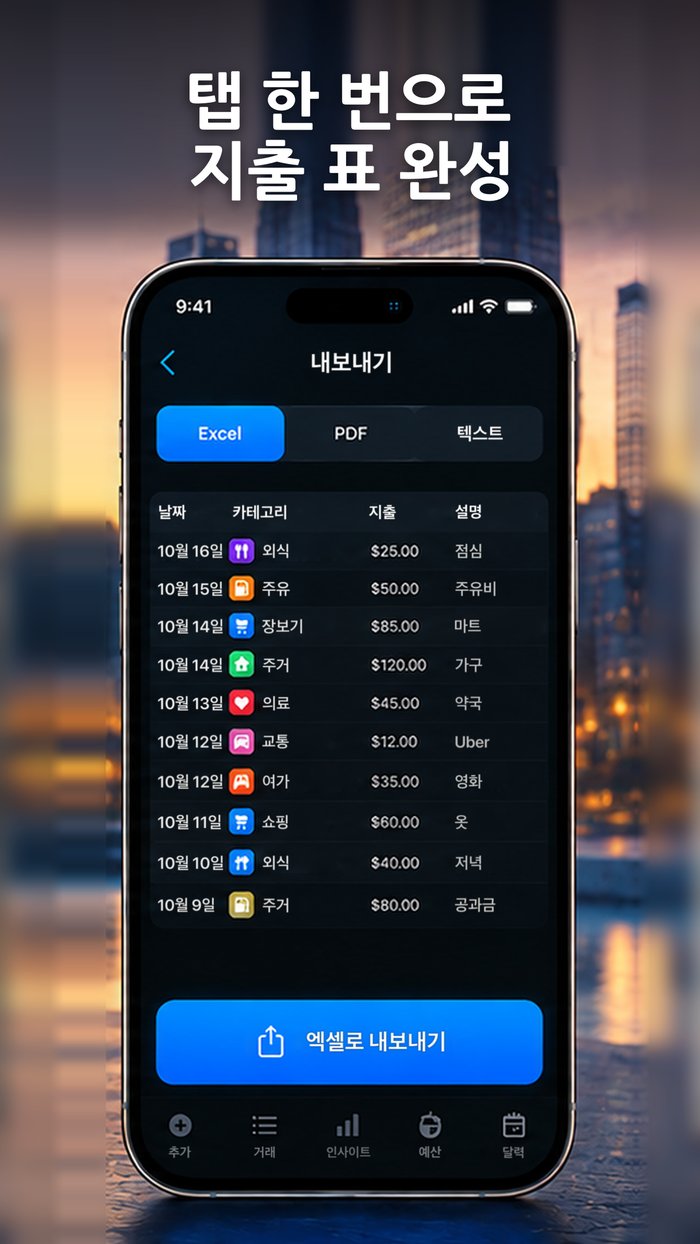 탭 한 번으로
지출 표 완성
9:41
내보내기
Excel PDF 텍스트
날짜 카테고리 지출 설명
10월 16일 외식 $25.00 점심
10월 15일 주유 $50.00 주유비
10월 14일 장보기 $85.00 마트
10월 14일 주거 $120.00 가구
10월 13일 의료 $45.00 약국
10월 12일 교통 $12.00 Uber
10월 12일 여가 $35.00 영화
10월 11일 쇼핑 $60.00 옷
10월 10일 외식 $40.00 저녁
10월 9일 주거 $80.00 공과금
엑셀로 내보내기
추가 거래 인사이트 예산 달력